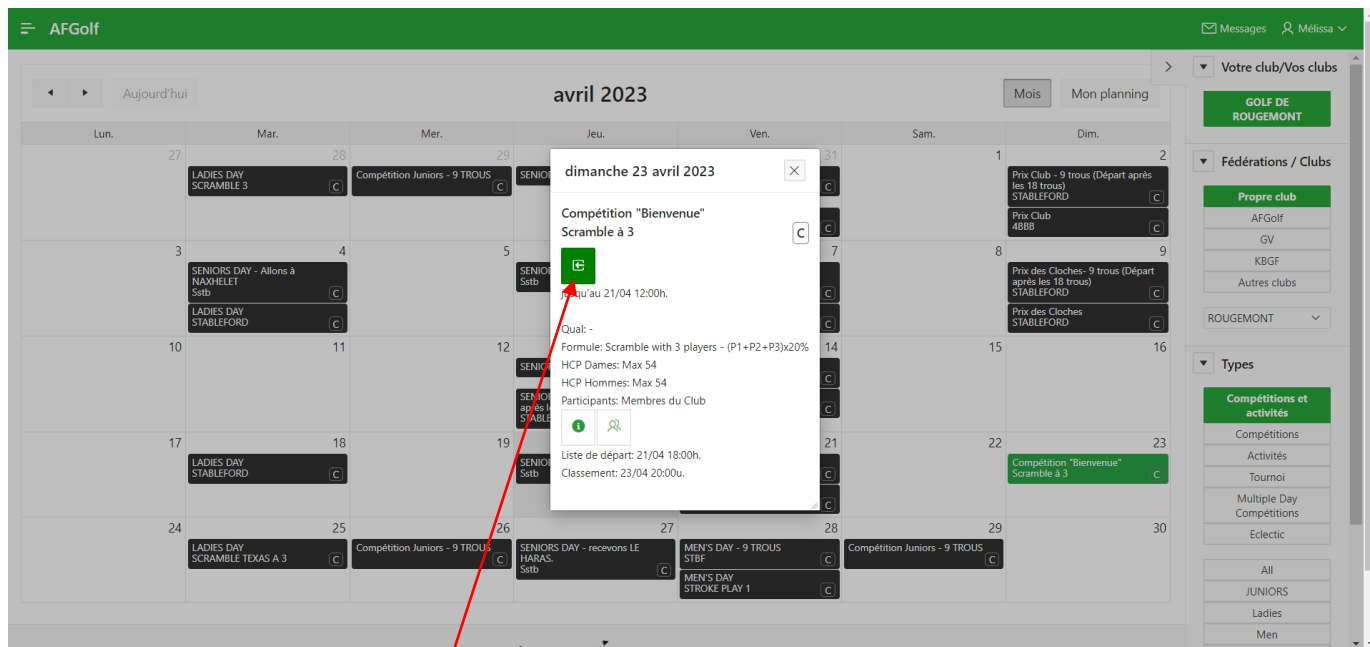 AFGolf
Messages
Mélissa
Aujourd'hui
avril 2023
Mois
Mon planning
Lun.
Mar.
Mer.
Jeu.
Ven.
Sam.
Dim.
27
28
29
31
1
2
LADIES DAY
SCRAMBLE 3
C
Compétition Juniors - 9 TROUS
C
C
C
Prix Club - 9 trous (Départ après
les 18 trous)
STABLEFORD
C
Prix Club
4BBB
C
3
4
5
7
8
9
SENIORS DAY - Allons à
NAXHELET
Sstb
C
LADIES DAY
STABLEFORD
C
Sstb
C
C
Prix des Cloches- 9 trous (Départ
après les 18 trous)
STABLEFORD
C
Prix des Cloches
STABLEFORD
C
10
11
12
14
15
16
C
C
17
18
19
21
22
23
LADIES DAY
STABLEFORD
C
Sstb
C
C
Compétition "Bienvenue"
Scramble à 3
C
24
25
26
27
28
29
30
LADIES DAY
SCRAMBLE TEXAS A 3
C
Compétition Juniors - 9 TROUS
C
SENIORS DAY - recevons LE
HARAS.
Sstb
C
MEN'S DAY - 9 TROUS
STBF
C
MEN'S DAY
STROKE PLAY 1
C
Compétition Juniors - 9 TROUS
C
dimanche 23 avril 2023
Compétition "Bienvenue"
Scramble à 3
C
jusqu'au 21/04 12:00h.
Qual: -
Formule: Scramble with 3 players - (P1+P2+P3)x20%
HCP Dames: Max 54
HCP Hommes: Max 54
Participants: Membres du Club
Liste de départ: 21/04 18:00h.
Classement: 23/04 20:00u.
Votre club/Vos clubs
GOLF DE
ROUGEMONT
Fédérations / Clubs
Propre club
AFGolf
GV
KBGF
Autres clubs
ROUGEMONT
Types
Compétitions et
activités
Compétitions
Activités
Tournoi
Multiple Day
Compétitions
Eclectic
All
JUNIORS
Ladies
Men